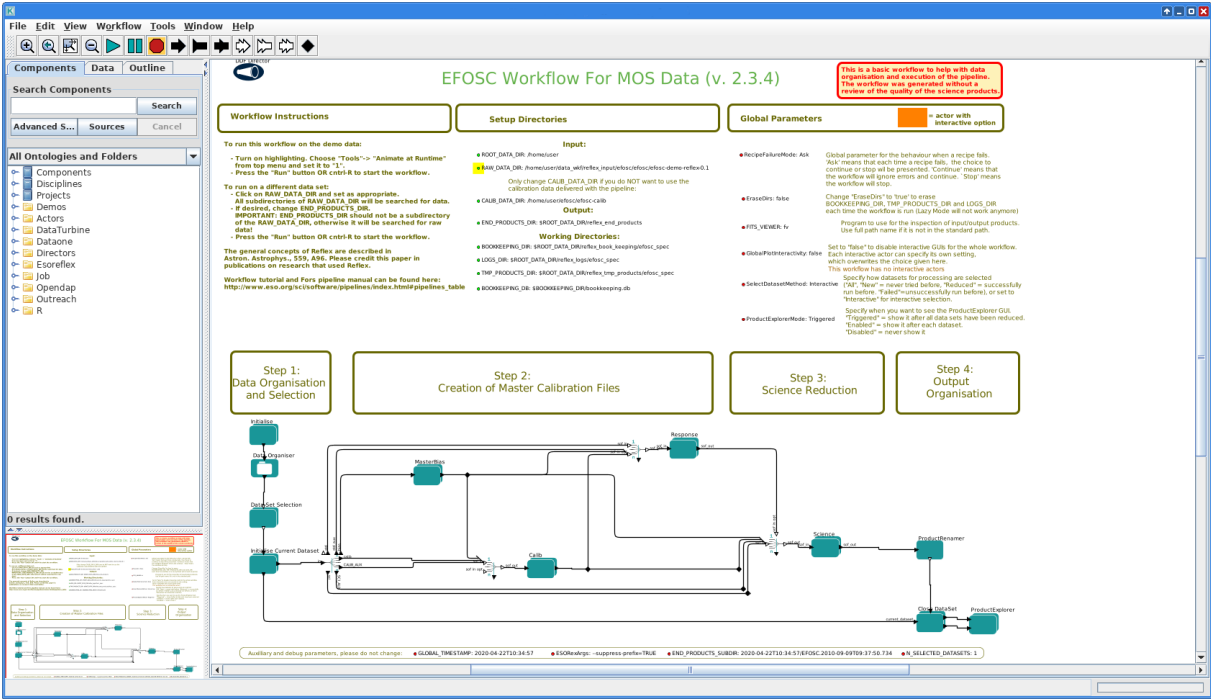 File Edit View Workflow Tools Window Help
Components Data Outline
Search Components
Search
Advanced S... Sources Cancel
All Ontologies and Folders
Components
Disciplines
Projects
Demos
Actors
DataTurbine
Dataone
Directors
Esoreflex
Job
Opendap
Outreach
R
0 results found.
DDF Director
EFOSC Workflow For MOS Data (v. 2.3.4)
This is a basic workflow to help with data
organisation and execution of the pipeline.
The workflow was generated without a
review of the quality of the science products.
Workflow Instructions
Setup Directories
Global Parameters
= actor with
interactive option
To run this workflow on the demo data:
- Turn on highlighting. Choose "Tools"-> "Animate at Runtime"
from top menu and set it to "1".
- Press the "Run" button OR cntrl-R to start the workflow.
To run on a different data set:
- Click on RAW_DATA_DIR and set as appropriate.
All subdirectories of RAW_DATA_DIR will be searched for data.
- If desired, change END_PRODUCTS_DIR.
IMPORTANT: END_PRODUCTS_DIR should not be a subdirectory
of the RAW_DATA_DIR, otherwise it will be searched for raw
data!
- Press the "Run" button OR cntrl-R to start the workflow.
The general concepts of Reflex are described in
Astron. Astrophys., 559, A96. Please credit this paper in
publications on research that used Reflex.
Workflow tutorial and Fors pipeline manual can be found here:
http://www.eso.org/sci/software/pipelines/index.html#pipelines_table
Input:
ROOT_DATA_DIR: /home/user
RAW_DATA_DIR: /home/user/data_wkf/reflex_input/efosc/efosc-demo-reflex-0.1
Only change CALIB_DATA_DIR if you do NOT want to use the
calibration data delivered with the pipeline:
CALIB_DATA_DIR: /home/user/efosc/efosc-calib
Output:
END_PRODUCTS_DIR: $ROOT_DATA_DIR/reflex_end_products
Working Directories:
BOOKKEEPING_DIR: $ROOT_DATA_DIR/reflex_book_keeping/efosc_spec
LOGS_DIR: $ROOT_DATA_DIR/reflex_logs/efosc_spec
TMP_PRODUCTS_DIR: $ROOT_DATA_DIR/reflex_tmp_products/efosc_spec
BOOKKEEPING_DB: $BOOKKEEPING_DIR/bookkeeping.db
RecipeFailureMode: Ask
Global parameter for the behaviour when a recipe fails.
'Ask' means that each time a recipe fails, the choice to
continue or stop will be presented. 'Continue' means that
the workflow will ignore errors and continue. `Stop' means
the workflow will stop.
EraseDirs: false
Change "EraseDirs" to 'true' to erase
BOOKKEEPING_DIR, TMP_PRODUCTS_DIR and LOGS_DIR
each time the workflow is run (Lazy Mode will not work anymore)
FITS_VIEWER: fv
Program to use for the inspection of input/output products.
Use full path name if it is not in the standard path.
GlobalPlotInteractivity: false
Set to "false" to disable interactive GUIs for the whole workflow.
Each interactive actor can specify its own setting,
which overwrites the choice given here.
This workflow has no interactive actors
SelectDatasetMethod: Interactive
Specify how datasets for processing are selected
("All", "New" = never tried before, "Reduced" = successfully
run before. "Failed"=unsuccessfully run before), or set to
"Interactive" for interactive selection.
ProductExplorerMode: Triggered
Specify when you want to see the ProductExplorer GUI.
"Triggered" = show it after all data sets have been reduced.
"Enabled" = show it after each dataset.
"Disabled" = never show it
Step 1:
Data Organisation
and Selection
Step 2:
Creation of Master Calibration Files
Step 3:
Science Reduction
Step 4:
Output
Organisation
Initialise
Data Organiser
DataSet Selection
Initialise Current Dataset
MasterBias
Response
Calib
Science
ProductRenamer
Close DataSet
ProductExplorer
current_dataset
Auxiliary and debug parameters, please do not change:
GLOBAL_TIMESTAMP: 2020-04-22T10:34:57
ESORexArgs: --suppress-prefix=TRUE
END_PRODUCTS_SUBDIR: 2020-04-22T10:34:57/EFOSC.2010-09-09T09:37:50.734
N_SELECTED_DATASETS: 1